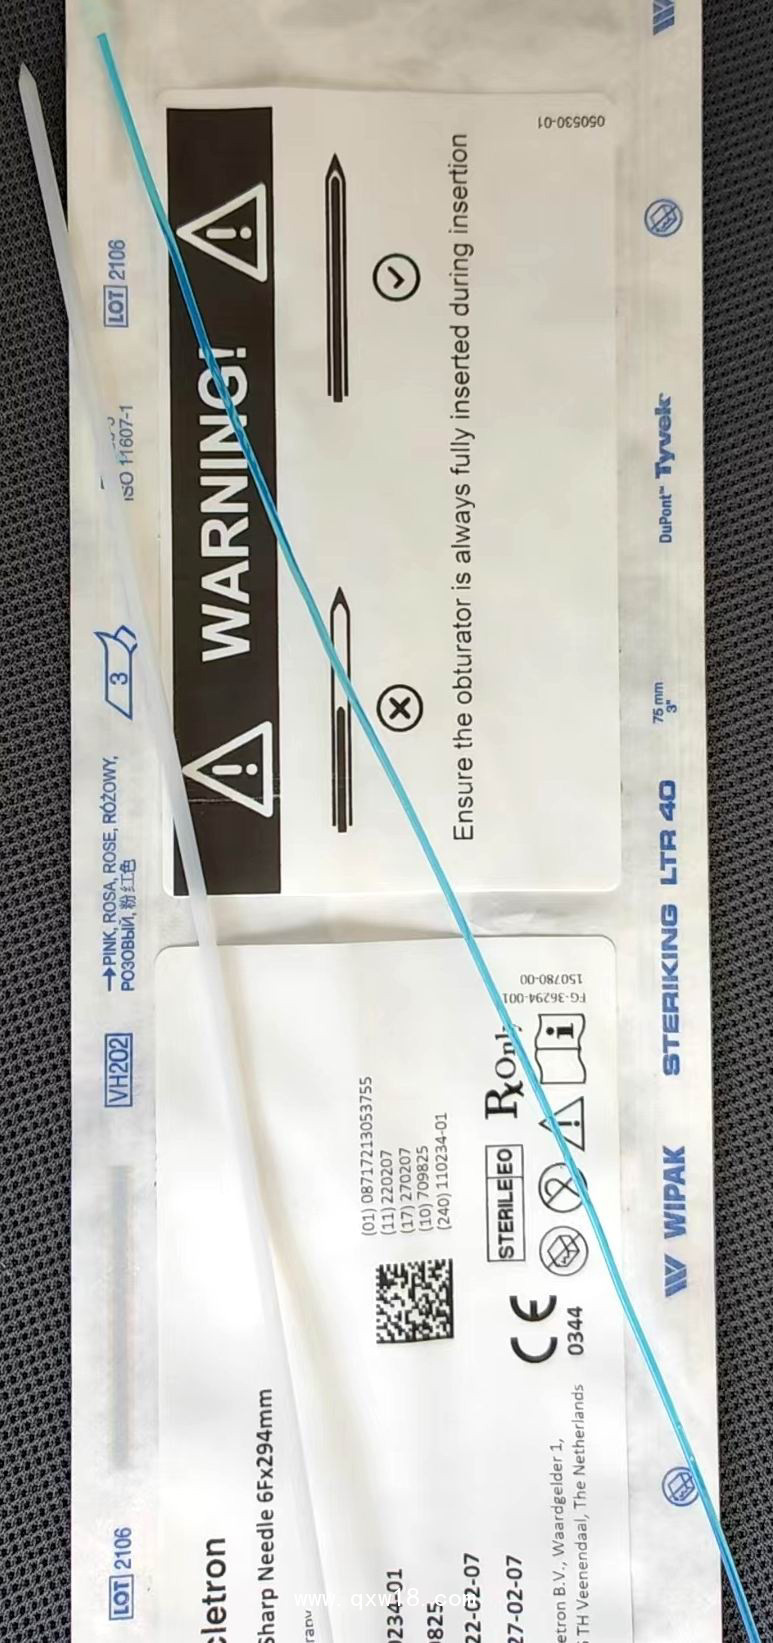 LOT 2106
ISO 11607-1
3
→PINK, ROSA, ROSE, RÓŻOWY,
РОЗОВЫЙ, 粉红色
VH202
LOT 2106
WARNING!
Ensure the obturator is always fully inserted during insertion
050530-01
cletron
Sharp Needle 6Fx294mm
(01) 08717213053755
(11) 220207
(17) 270207
(10) 709825
(240) 110234-01
0234-01
9825
22-02-07
27-02-07
STERILE EO
Rx Only
CE
0344
FG-36294-001
150780-00
etron B.V., Waardgelder 1,
TH Veenendaal, The Netherlands
WIPAK STERIKING LTR 40
75 mm
3"
DuPont™ Tyvek
www.qxw18.com